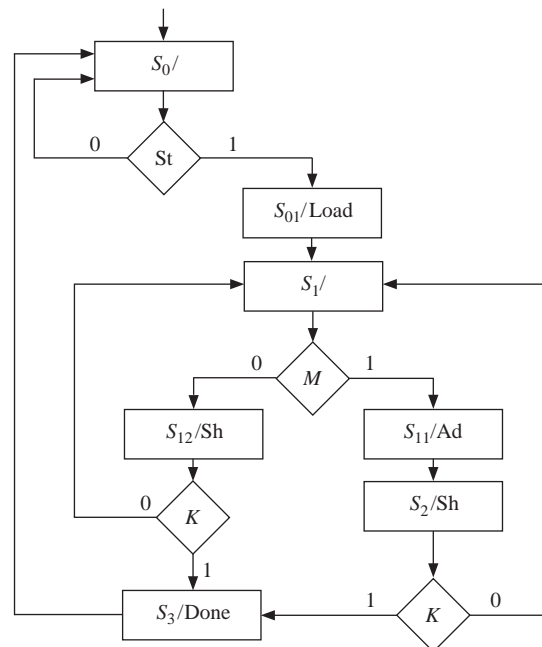 S₀/
0 St 1
S₀₁/Load
S₁/
0 M 1
S₁₂/Sh
S₁₁/Ad
0 K
S₂/Sh
1
S₃/Done
1 K 0